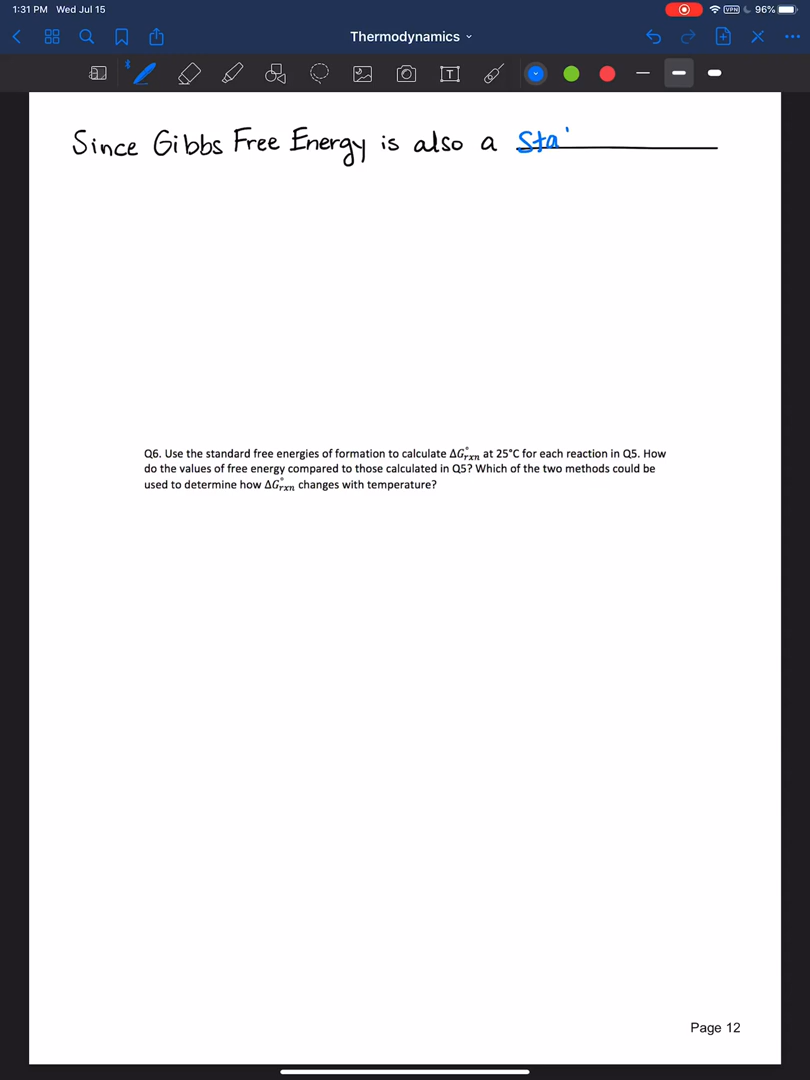 1:31 PM Wed Jul 15
VPN 96%
Thermodynamics
T
Since Gibbs Free Energy is also a Sta
Q6. Use the standard free energies of formation to calculate ΔG°rxn at 25°C for each reaction in Q5. How
do the values of free energy compared to those calculated in Q5? Which of the two methods could be
used to determine how ΔG°rxn changes with temperature?
Page 12